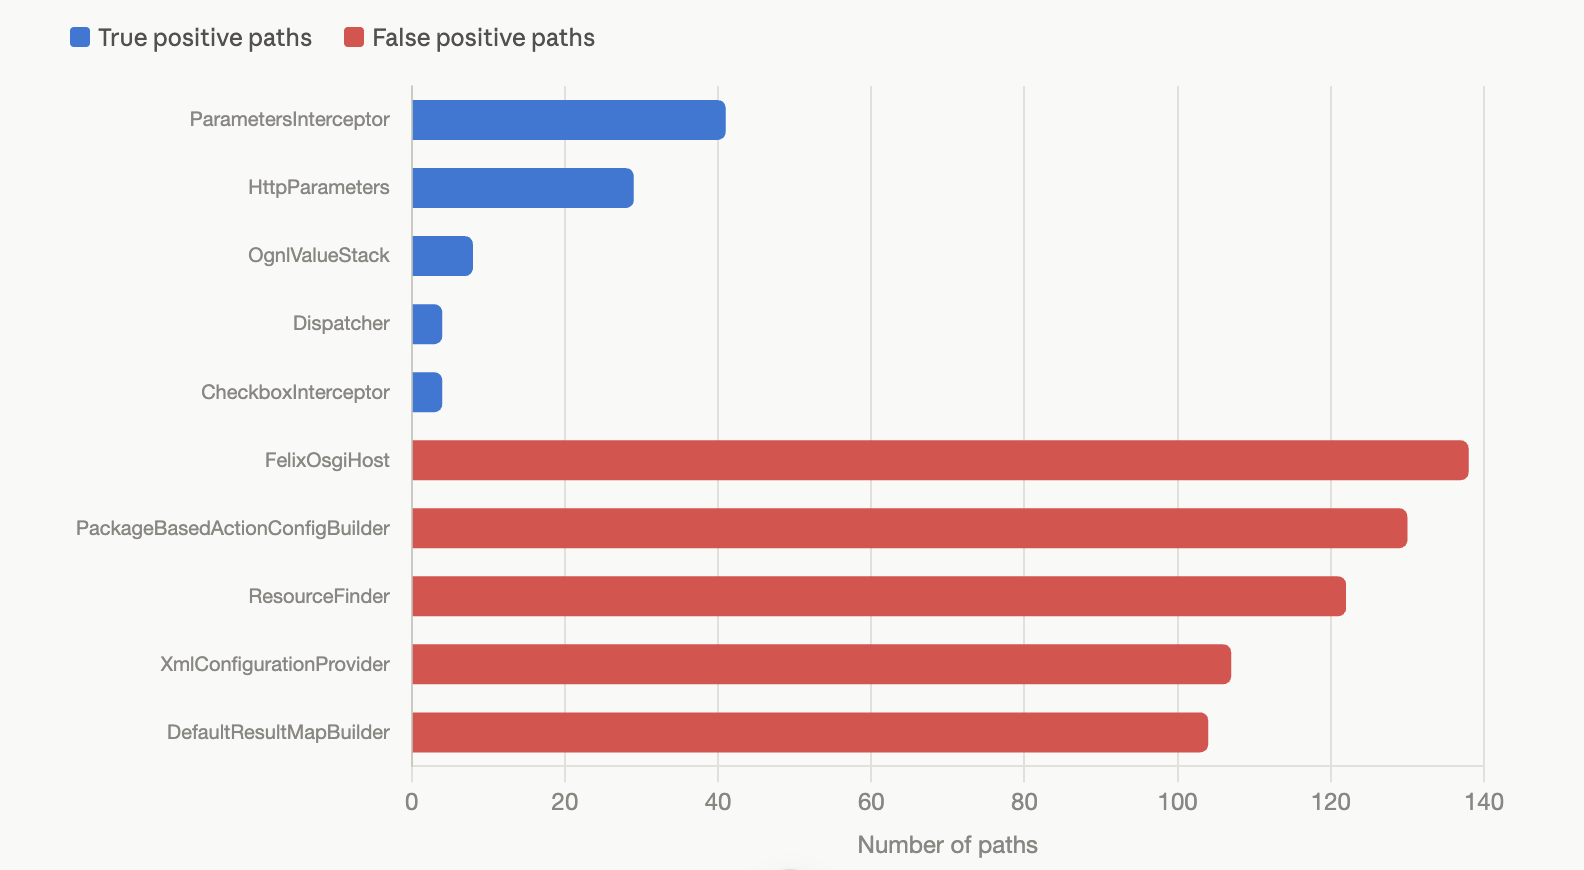 True positive paths False positive paths
ParametersInterceptor
HttpParameters
OgnlValueStack
Dispatcher
CheckboxInterceptor
FelixOsgiHost
PackageBasedActionConfigBuilder
ResourceFinder
XmlConfigurationProvider
DefaultResultMapBuilder
0 20 40 60 80 100 120 140
Number of paths